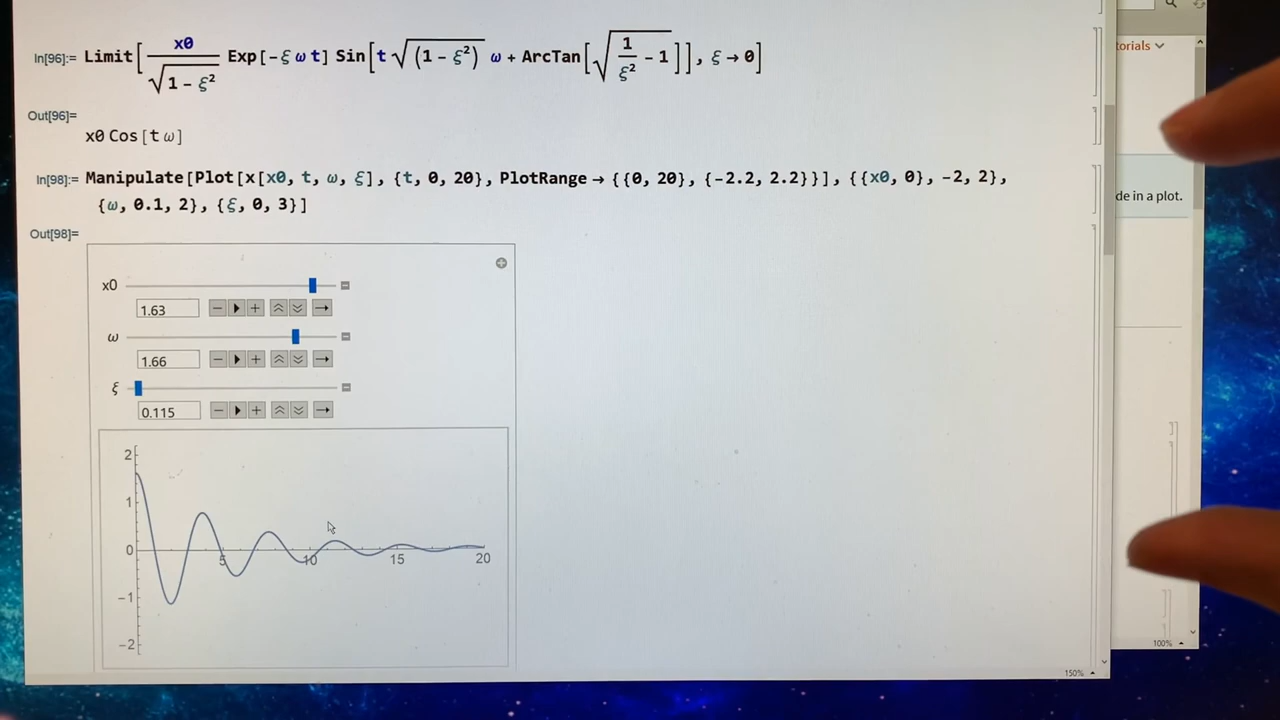 In[96]:= Limit[x0/√(1 - ξ²) Exp[-ξ ω t] Sin[t √((1 - ξ²)) ω + ArcTan[√(1/ξ² - 1)]], ξ → 0]
Out[96]=
x0 Cos[t ω]
In[98]:= Manipulate[Plot[x[x0, t, ω, ξ], {t, 0, 20}, PlotRange → {{0, 20}, {-2.2, 2.2}}], {{x0, 0}, -2, 2},
{ω, 0.1, 2}, {ξ, 0, 3}]
Out[98]=
x0
1.63
ω
1.66
ξ
0.115
2
1
0
5 10 15 20
-1
-2
150%
torials
de in a plot.
100%